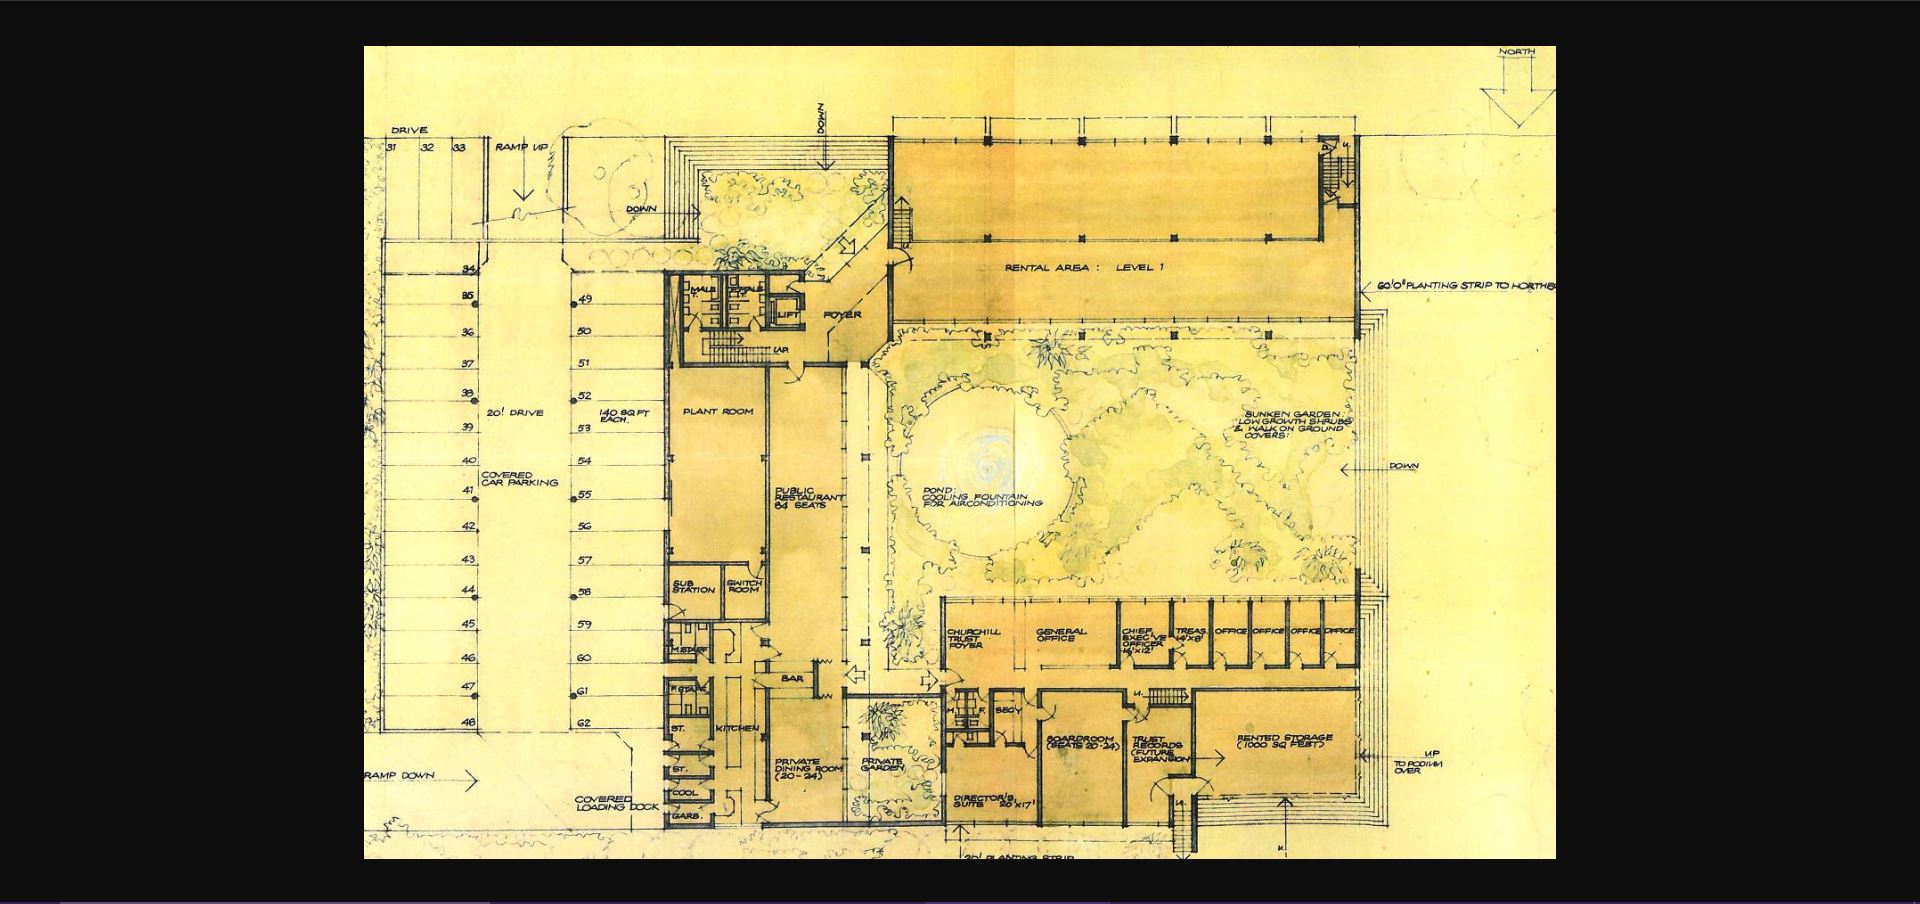 NORTH
DRIVE
31
32
33
RAMP UP
DOWN
DOWN
34
35
36
37
38
39
40
41
42
43
44
45
46
47
48
49
50
51
52
53
54
55
56
57
58
59
60
61
62
20' DRIVE
140 SQ FT
EACH.
COVERED
CAR PARKING
RAMP DOWN
COVERED
LOADING DOCK
MALE
LIFT
FOYER
UP.
PLANT ROOM
PUBLIC
RESTAURANT
84 SEATS
SUB
STATION
SWITCH
ROOM
M.STAFF
F.STAFF
ST.
ST.
COOL
GARB.
KITCHEN
BAR
PRIVATE
DINING ROOM
(20-24)
PRIVATE
GARDEN
RENTAL AREA : LEVEL 1
60'0" PLANTING STRIP TO
SUNKEN GARDEN:
LOW GROWTH SHRUBS
& WALK ON GROUND
COVERS:
DOWN
POND:
COOLING FOUNTAIN
FOR AIRCONDITIONING
CHURCHILL
TRUST
FOYER
GENERAL
OFFICE
CHIEF
EXEC'VE
OFFICER
14'X12'
TREAS.
14'X8'
OFFICE
OFFICE
OFFICE
OFFICE
M.
F.
SECY
U.
BOARDROOM
(SEATS 20-24)
TRUST
RECORDS
(FUTURE
EXPANSION)
RENTED STORAGE
(1000 SQ FEET)
UP
TO PODIUM
OVER
DIRECTOR'S
SUITE 20'X17'
20' PLANTING STRIP